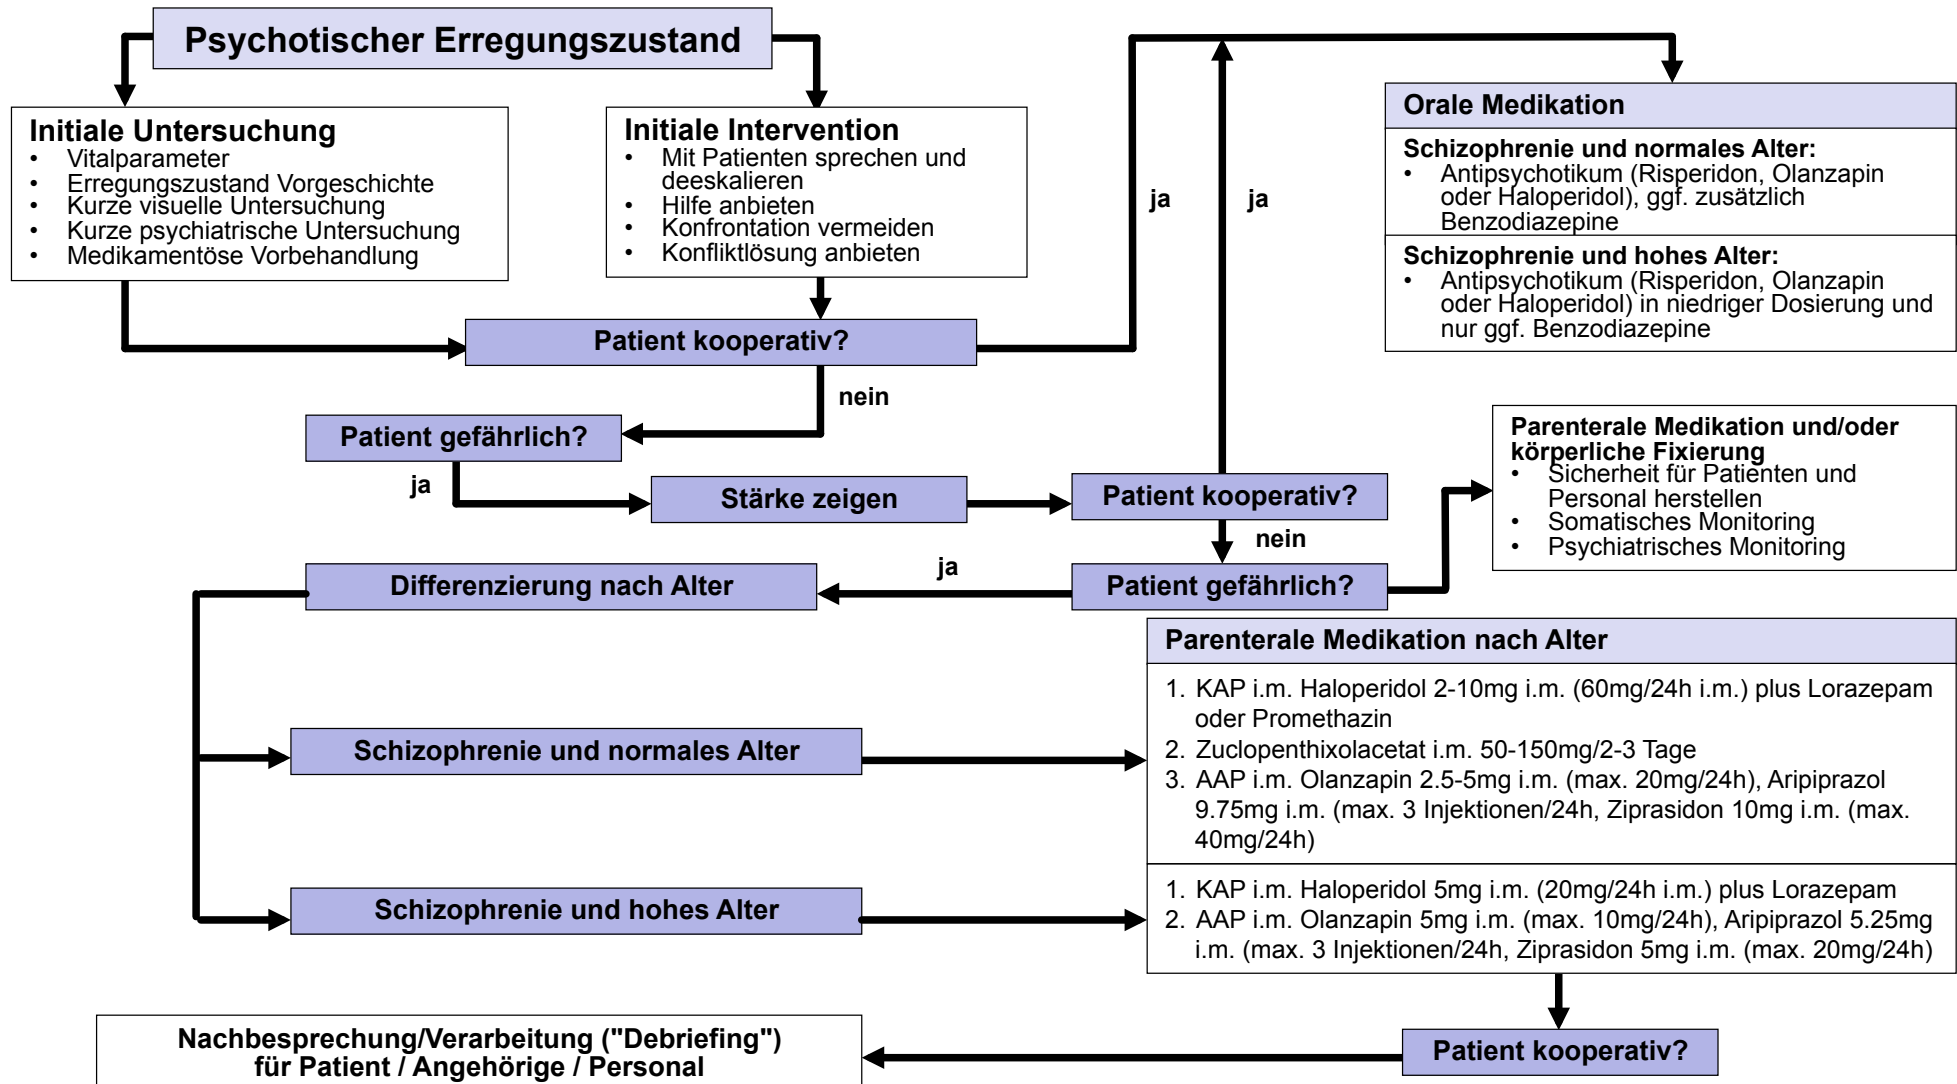 Psychotischer Erregungszustand
Initiale Untersuchung
• Vitalparameter
• Erregungszustand Vorgeschichte
• Kurze visuelle Untersuchung
• Kurze psychiatrische Untersuchung
• Medikamentöse Vorbehandlung
Initiale Intervention
• Mit Patienten sprechen und
deeskalieren
• Hilfe anbieten
• Konfrontation vermeiden
• Konfliktlösung anbieten
ja
ja
Orale Medikation
Schizophrenie und normales Alter:
• Antipsychotikum (Risperidon, Olanzapin
oder Haloperidol), ggf. zusätzlich
Benzodiazepine
Schizophrenie und hohes Alter:
• Antipsychotikum (Risperidon, Olanzapin
oder Haloperidol) in niedriger Dosierung und
nur ggf. Benzodiazepine
Patient kooperativ?
nein
Patient gefährlich?
ja
Stärke zeigen
Patient kooperativ?
nein
Parenterale Medikation und/oder
körperliche Fixierung
• Sicherheit für Patienten und
Personal herstellen
• Somatisches Monitoring
• Psychiatrisches Monitoring
Differenzierung nach Alter
ja
Patient gefährlich?
Parenterale Medikation nach Alter
1. KAP i.m. Haloperidol 2-10mg i.m. (60mg/24h i.m.) plus Lorazepam
oder Promethazin
2. Zuclopenthixolacetat i.m. 50-150mg/2-3 Tage
3. AAP i.m. Olanzapin 2.5-5mg i.m. (max. 20mg/24h), Aripiprazol
9.75mg i.m. (max. 3 Injektionen/24h, Ziprasidon 10mg i.m. (max.
40mg/24h)
Schizophrenie und normales Alter
1. KAP i.m. Haloperidol 5mg i.m. (20mg/24h i.m.) plus Lorazepam
2. AAP i.m. Olanzapin 5mg i.m. (max. 10mg/24h), Aripiprazol 5.25mg
i.m. (max. 3 Injektionen/24h, Ziprasidon 5mg i.m. (max. 20mg/24h)
Schizophrenie und hohes Alter
Patient kooperativ?
Nachbesprechung/Verarbeitung ("Debriefing")
für Patient / Angehörige / Personal